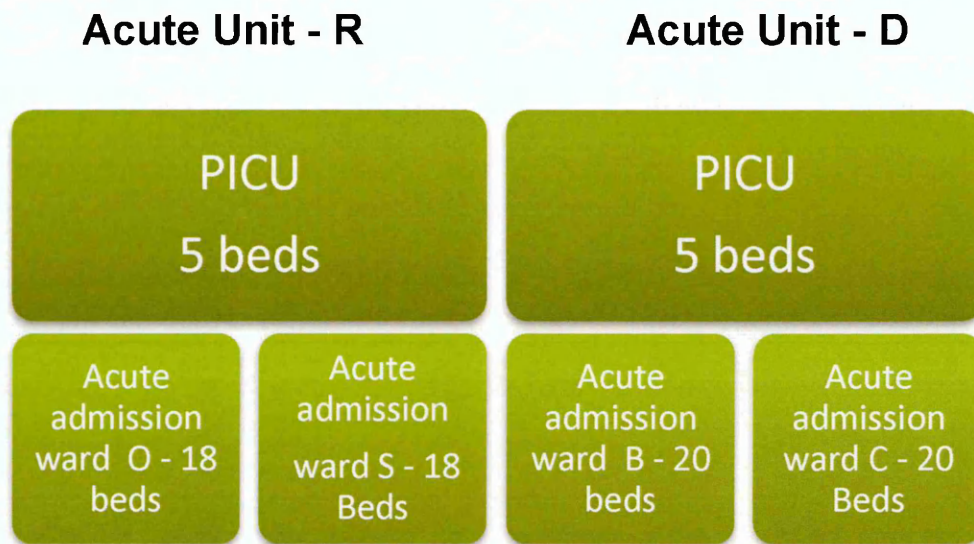 Acute Unit - R
Acute Unit - D
PICU
5 beds
PICU
5 beds
Acute
admission
ward O - 18
beds
Acute
admission
ward S - 18
Beds
Acute
admission
ward B - 20
beds
Acute
admission
ward C - 20
Beds